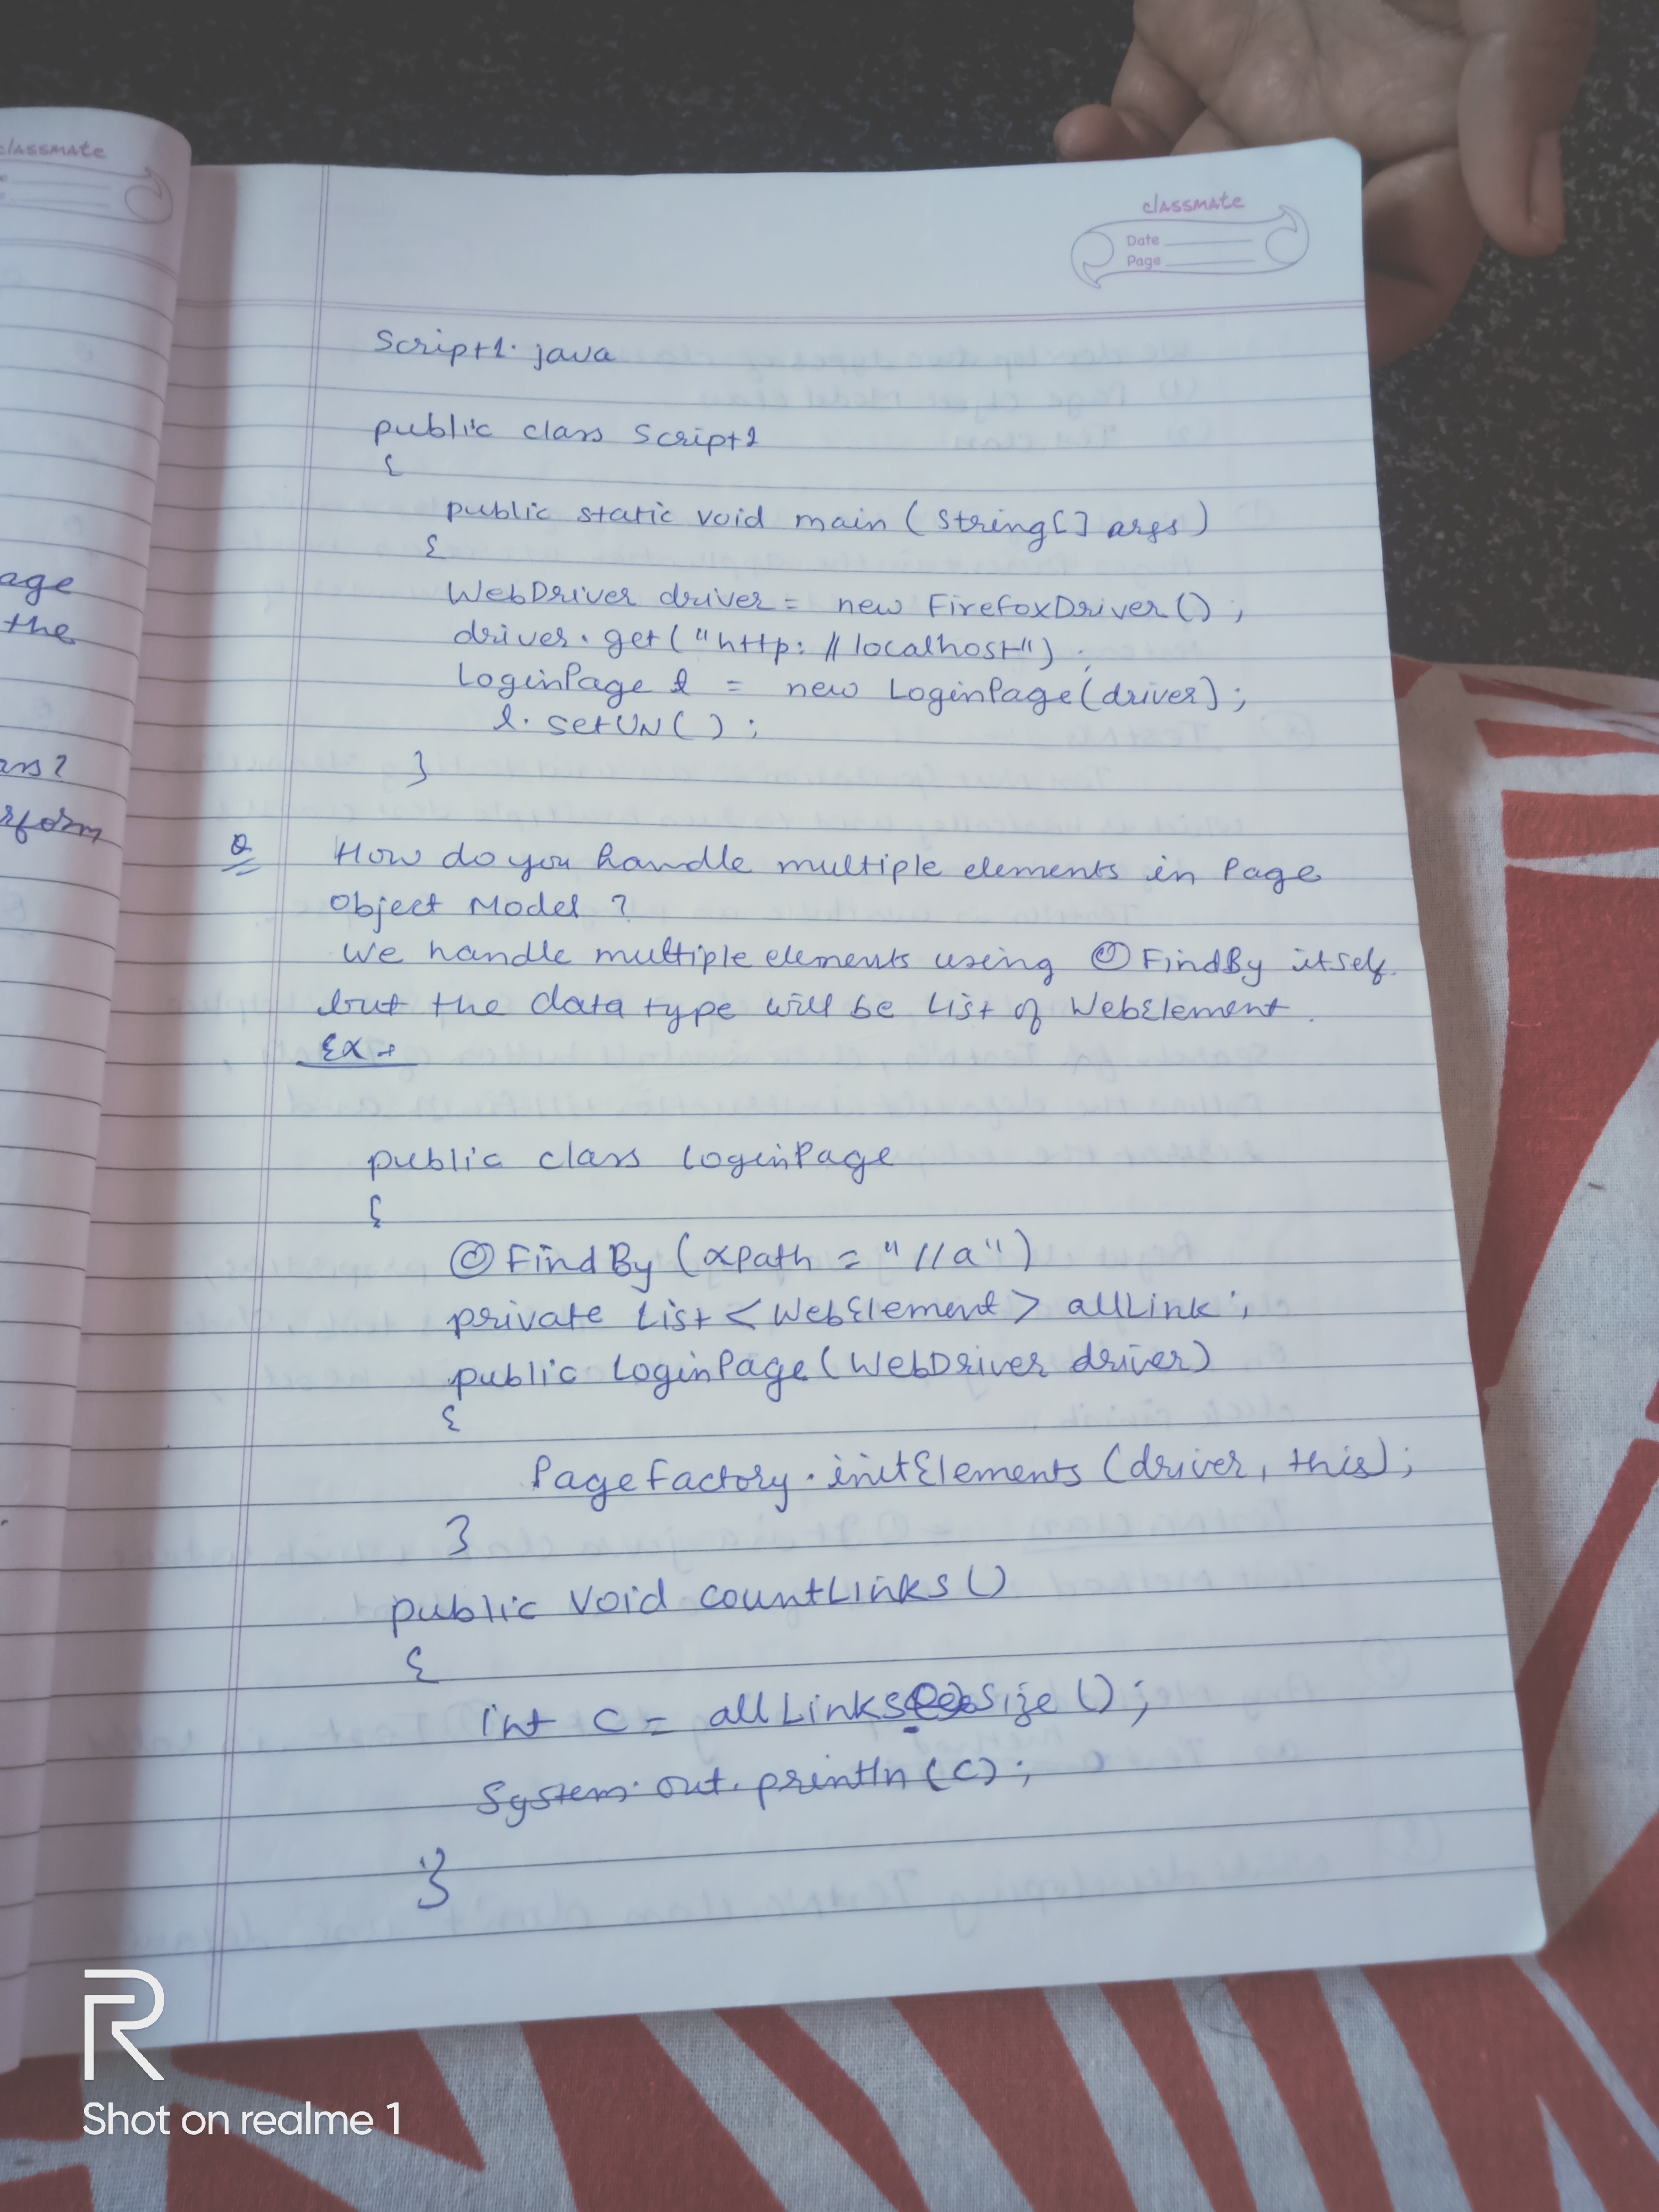 classmate
age
the
ans?
rform
classmate
Date
Page
Script1.java
public class Script1
{
public static void main (String[] args)
{
WebDriver driver = new FirefoxDriver();
driver.get("http://localhost");
LoginPage l = new LoginPage(driver];
l.setUN();
}
Q
How do you handle multiple elements in Page
Object Model ?
We handle multiple elements using @FindBy itself.
but the data type will be List of WebElement.
Ex →
public class LoginPage
{
@FindBy (xPath = "//a")
private List <WebElement> allLink;
public LoginPage(WebDriver driver)
{
PageFactory.initElements (driver, this);
}
public void countLinks()
{
int c = allLinks.size();
System.out.println(c);
}
}
R
Shot on realme 1